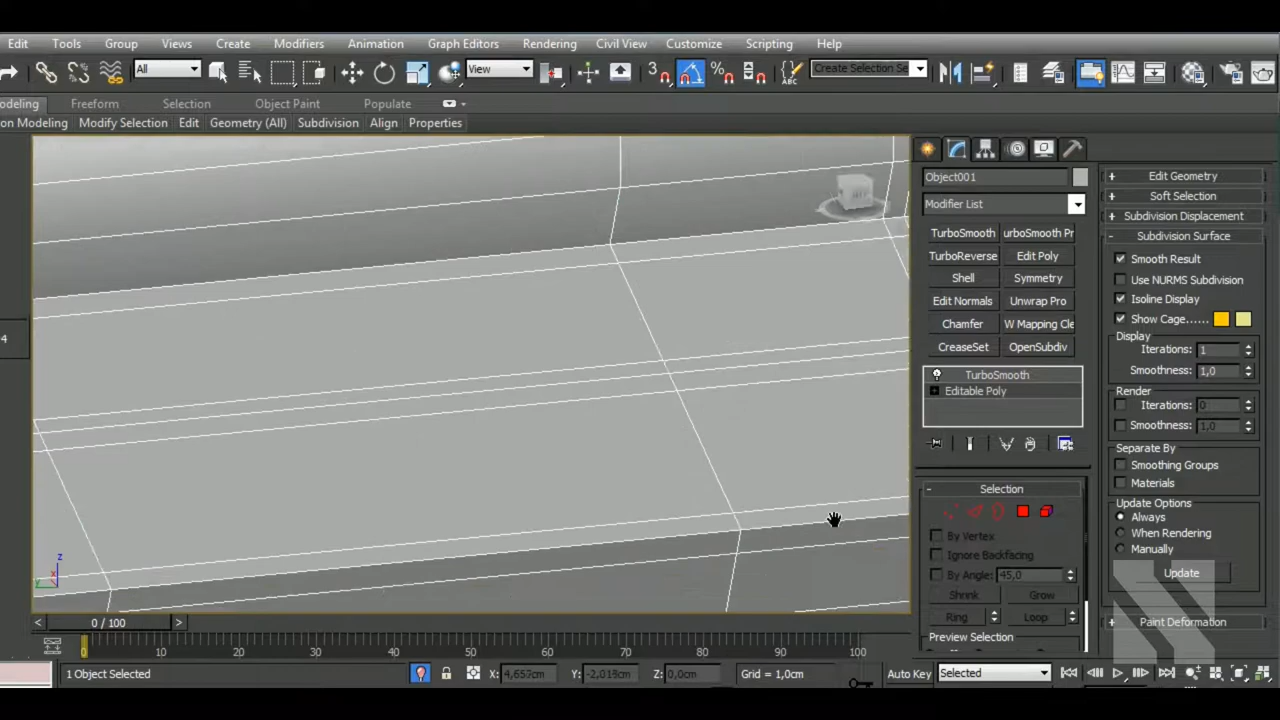 Edit Tools Group Views Create Modifiers Animation Graph Editors Rendering Civil View Customize Scripting Help
All View 3 Create Selection Se
odeling Freeform Selection Object Paint Populate
on Modeling Modify Selection Edit Geometry (All) Subdivision Align Properties
Object001
Modifier List
TurboSmooth urboSmooth Pr
TurboReverse Edit Poly
Shell Symmetry
Edit Normals Unwrap Pro
Chamfer W Mapping Cle
CreaseSet OpenSubdiv
TurboSmooth
Editable Poly
Selection
By Vertex
Ignore Backfacing
By Angle: 45,0
Shrink Grow
Ring Loop
Preview Selection
+ Edit Geometry
+ Soft Selection
+ Subdivision Displacement
- Subdivision Surface
Smooth Result
Use NURMS Subdivision
Isoline Display
Show Cage......
Display
Iterations: 1
Smoothness: 1,0
Render
Iterations: 0
Smoothness: 1,0
Separate By
Smoothing Groups
Materials
Update Options
Always
When Rendering
Manually
Update
+ Paint Deformation
4
z
x
y
< 0 / 100 >
0 10 20 30 40 50 60 70 80 90 100
1 Object Selected X: 4,657cm Y: -2,015cm Z: 0,0cm Grid = 1,0cm Auto Key Selected